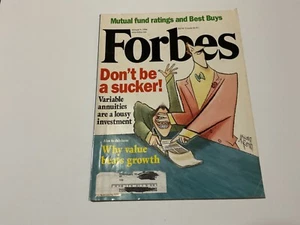 Mutual fund ratings and Best Buys
Forbes
Don't be
a sucker!
Variable
annuities
are a lousy
investment
Why value
beats growth